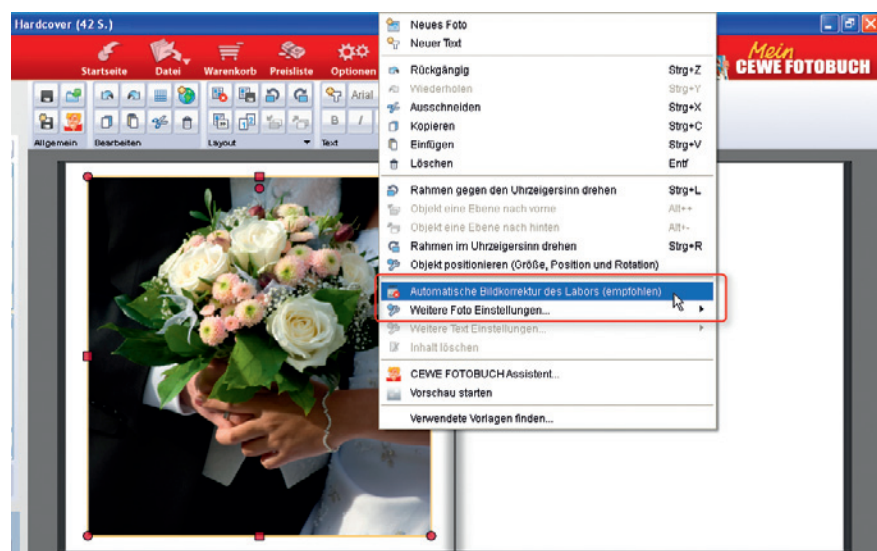 Hardcover (42 S.)
Startseite Datei Warenkorb Preisliste Optionen
Mein
CEWE FOTOBUCH
Arial
B I
Allgemein Bearbeiten Layout Text
Neues Foto
Neuer Text
Rückgängig Strg+Z
Wiederholen Strg+Y
Ausschneiden Strg+X
Kopieren Strg+C
Einfügen Strg+V
Löschen Entf
Rahmen gegen den Uhrzeigersinn drehen Strg+L
Objekt eine Ebene nach vorne Alt++
Objekt eine Ebene nach hinten Alt+-
Rahmen im Uhrzeigersinn drehen Strg+R
Objekt positionieren (Größe, Position und Rotation)
Automatische Bildkorrektur des Labors (empfohlen)
Weitere Foto Einstellungen...
Weitere Text Einstellungen...
Inhalt löschen
CEWE FOTOBUCH Assistent...
Vorschau starten
Verwendete Vorlagen finden...